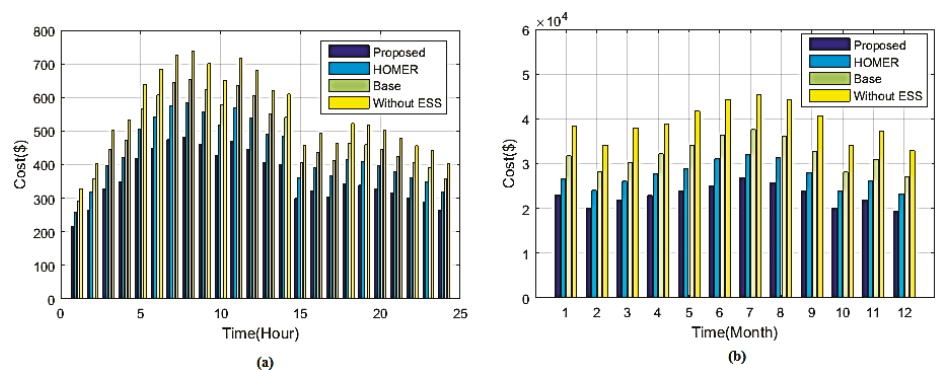 800
700
600
500
400
300
200
100
0
Cost($)
0 5 10 15 20 25
Time(Hour)
Proposed
HOMER
Base
Without ESS
(a)
× 10⁴
6
5
4
3
2
1
0
Cost($)
1 2 3 4 5 6 7 8 9 10 11 12
Time(Month)
Proposed
HOMER
Base
Without ESS
(b)